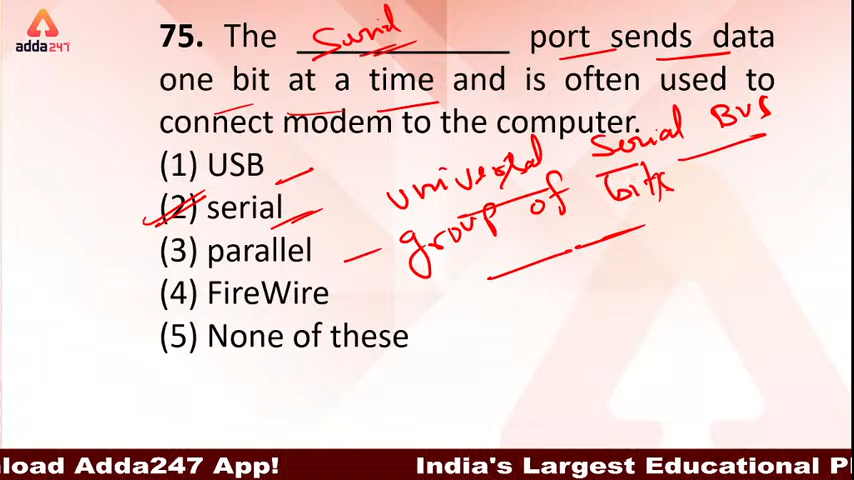 adda247
75. The Serial port sends data
one bit at a time and is often used to
connect modem to the computer.
(1) USB
universal Serial Bus
(2) serial
(3) parallel
group of bits
(4) FireWire
(5) None of these
nload Adda247 App!
India's Largest Educational Pl